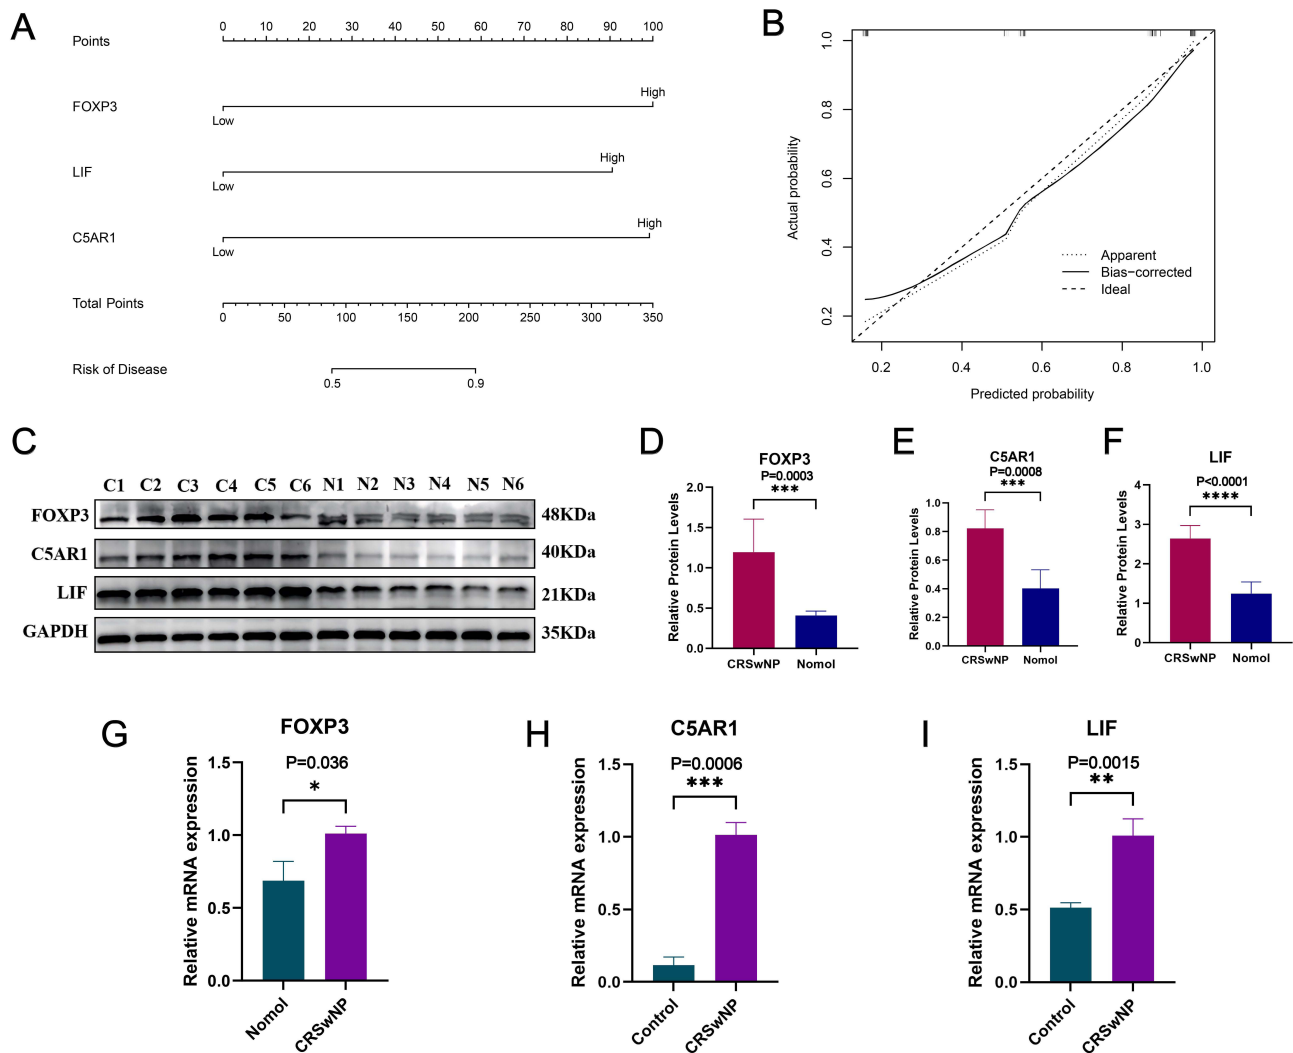 A
0 10 20 30 40 50 60 70 80 90 100
Points
High
FOXP3
Low
High
LIF
Low
High
C5AR1
Low
Total Points
0 50 100 150 200 250 300 350
Risk of Disease
0.5 0.9
B
1.0
0.8
0.6
0.4
0.2
Actual probability
Apparent
Bias-corrected
Ideal
0.2 0.4 0.6 0.8 1.0
Predicted probability
C
C1 C2 C3 C4 C5 C6 N1 N2 N3 N4 N5 N6
FOXP3 48KDa
C5AR1 40KDa
LIF 21KDa
GAPDH 35KDa
D
FOXP3
P=0.0003
***
Relative Protein Levels
2.0
1.5
1.0
0.5
0.0
CRSwNP Nomol
E
C5AR1
P=0.0008
***
Relative Protein Levels
1.0
0.8
0.6
0.4
0.2
0.0
CRSwNP Nomol
F
LIF
P<0.0001
****
Relative Protein Levels
4
3
2
1
0
CRSwNP Nomol
G
FOXP3
P=0.036
*
Relative mRNA expression
1.5
1.0
0.5
0.0
Nomol CRSwNP
H
C5AR1
P=0.0006
***
Relative mRNA expression
1.5
1.0
0.5
0.0
Control CRSwNP
I
LIF
P=0.0015
**
Relative mRNA expression
1.5
1.0
0.5
0.0
Control CRSwNP